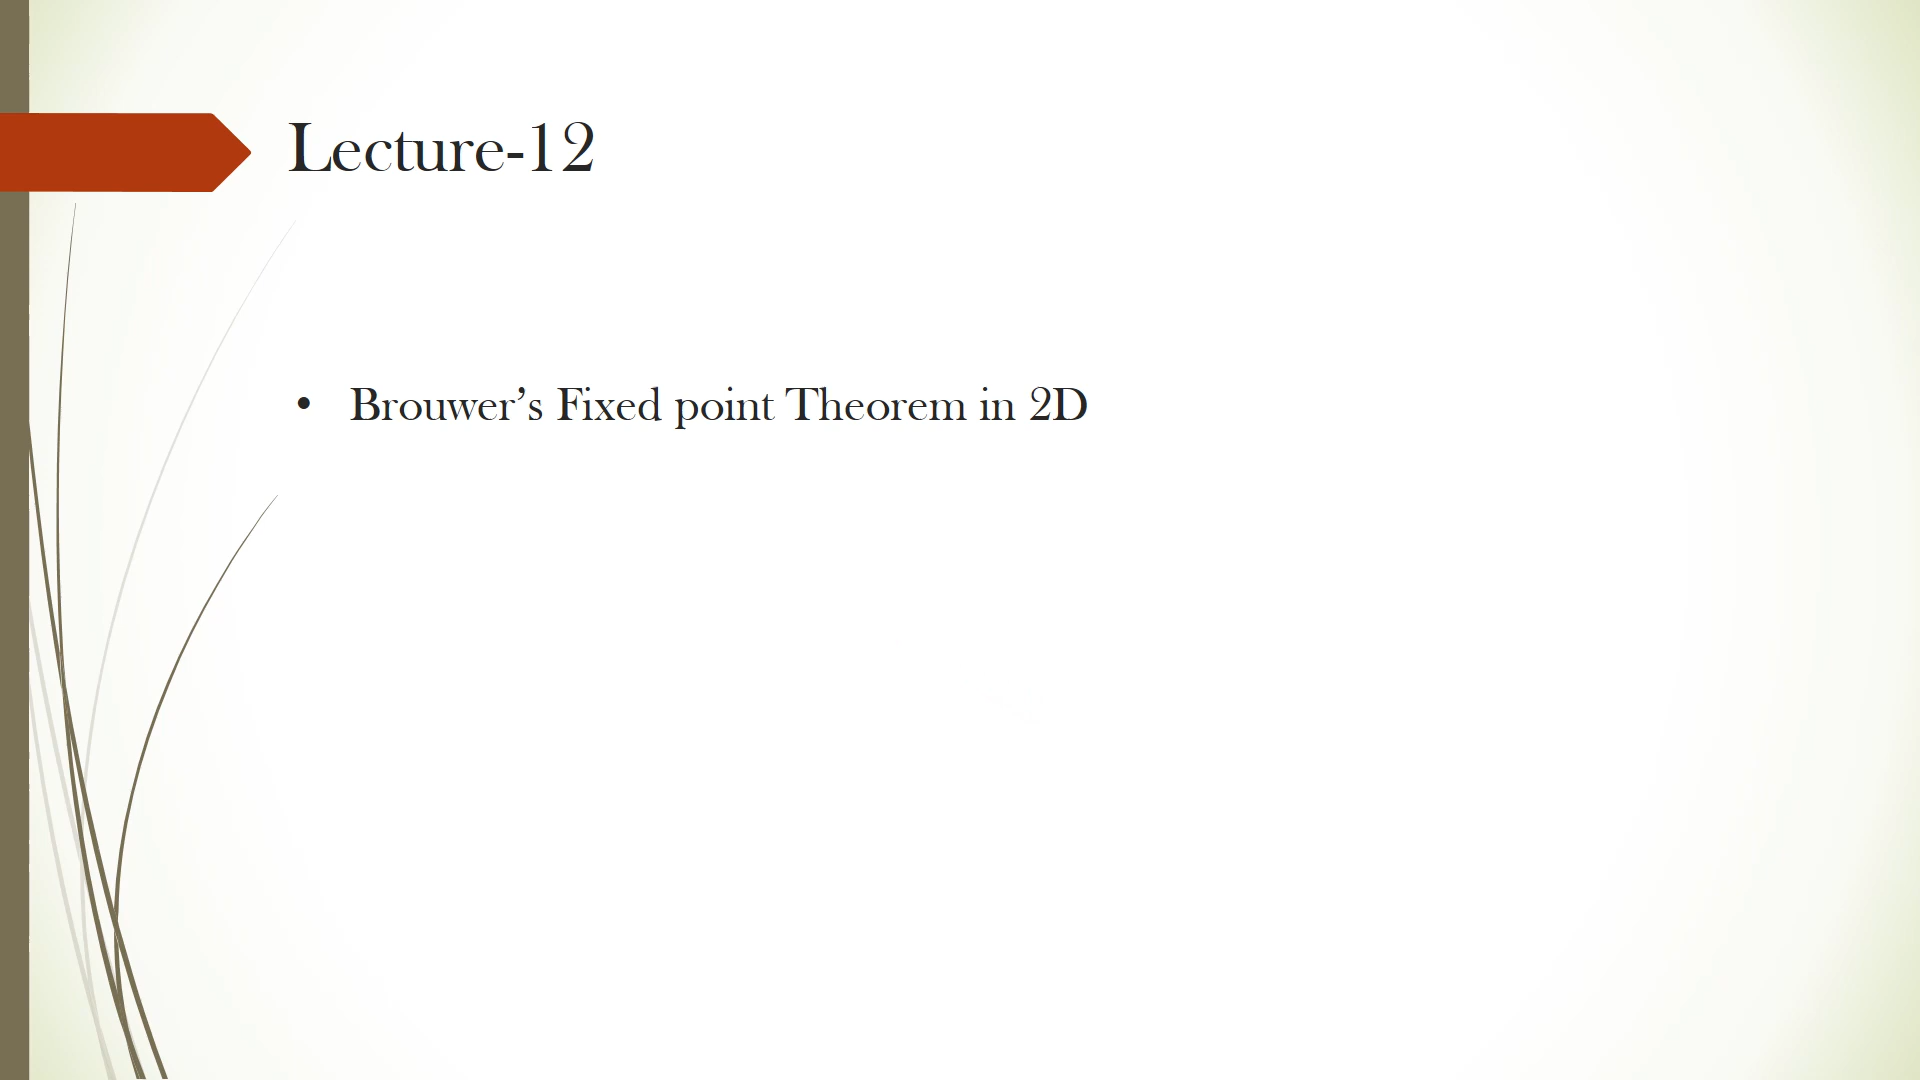 Lecture-12
• Brouwer’s Fixed point Theorem in 2D